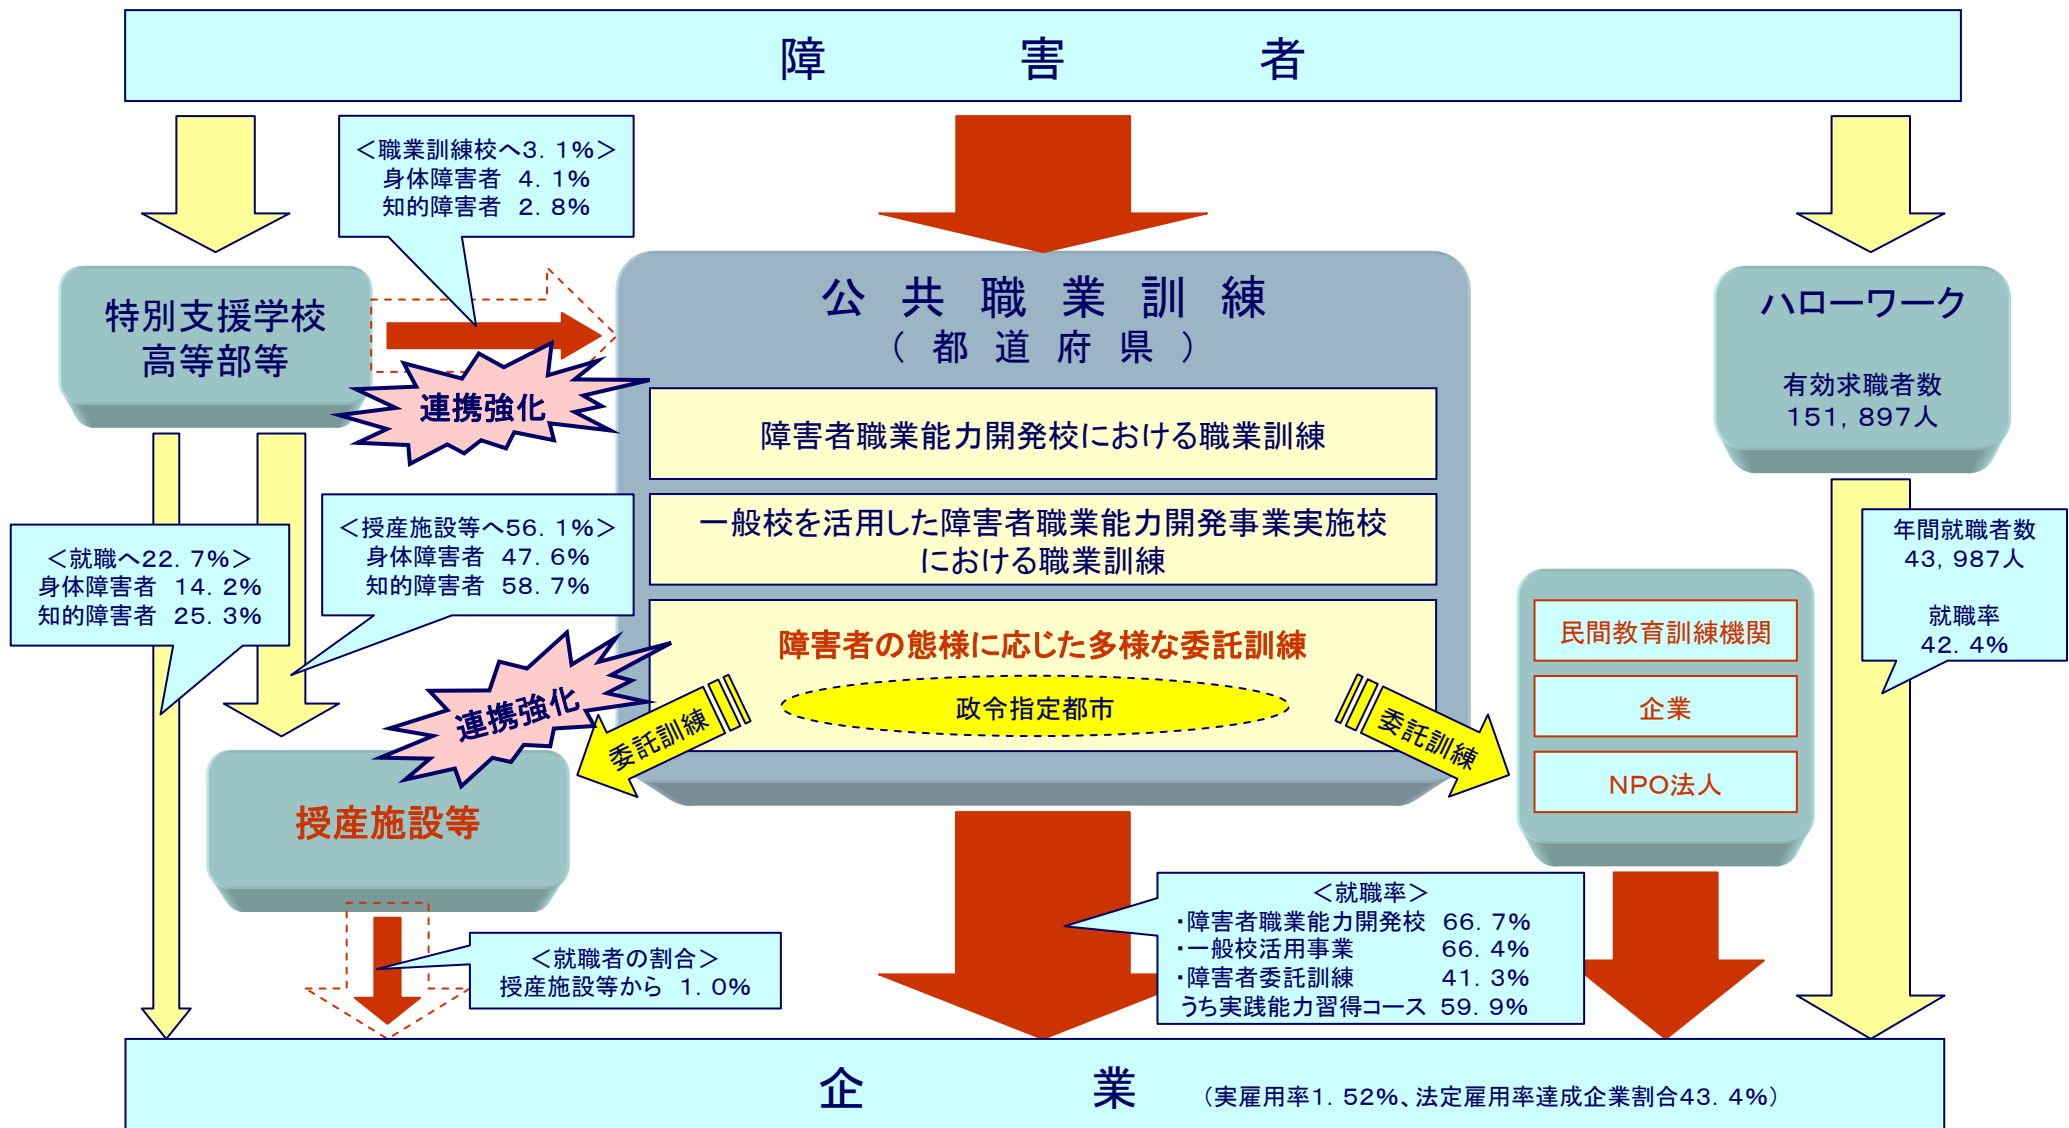 障害者
＜職業訓練校へ3．1％＞
身体障害者　4．1％
知的障害者　2．8％
特別支援学校
高等部等
連携強化
公共職業訓練
（都道府県）
障害者職業能力開発校における職業訓練
一般校を活用した障害者職業能力開発事業実施校
における職業訓練
障害者の態様に応じた多様な委託訓練
政令指定都市
委託訓練
委託訓練
連携強化
ハローワーク
有効求職者数
151，897人
年間就職者数
43，987人
就職率
42．4％
＜就職へ22．7％＞
身体障害者　14．2％
知的障害者　25．3％
＜授産施設等へ56．1％＞
身体障害者　47．6％
知的障害者　58．7％
民間教育訓練機関
企業
NPO法人
授産施設等
＜就職者の割合＞
授産施設等から　1．0％
＜就職率＞
・障害者職業能力開発校　66．7％
・一般校活用事業　66．4％
・障害者委託訓練　41．3％
うち実践能力習得コース　59．9％
企業　（実雇用率1．52％、法定雇用率達成企業割合43．4％）